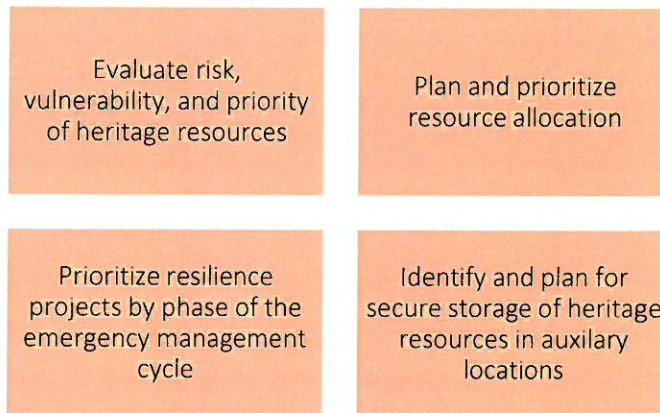 Evaluate risk,
vulnerability, and priority
of heritage resources
Plan and prioritize
resource allocation
Prioritize resilience
projects by phase of the
emergency management
cycle
Identify and plan for
secure storage of heritage
resources in auxilary
locations